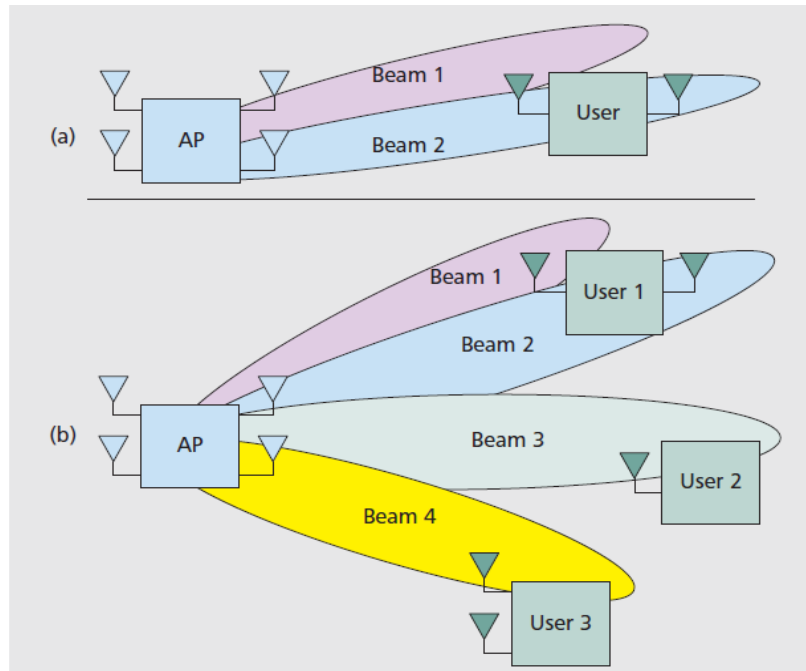 Beam 1
(a)
AP
User
Beam 2
Beam 1
User 1
Beam 2
(b)
AP
Beam 3
User 2
Beam 4
User 3